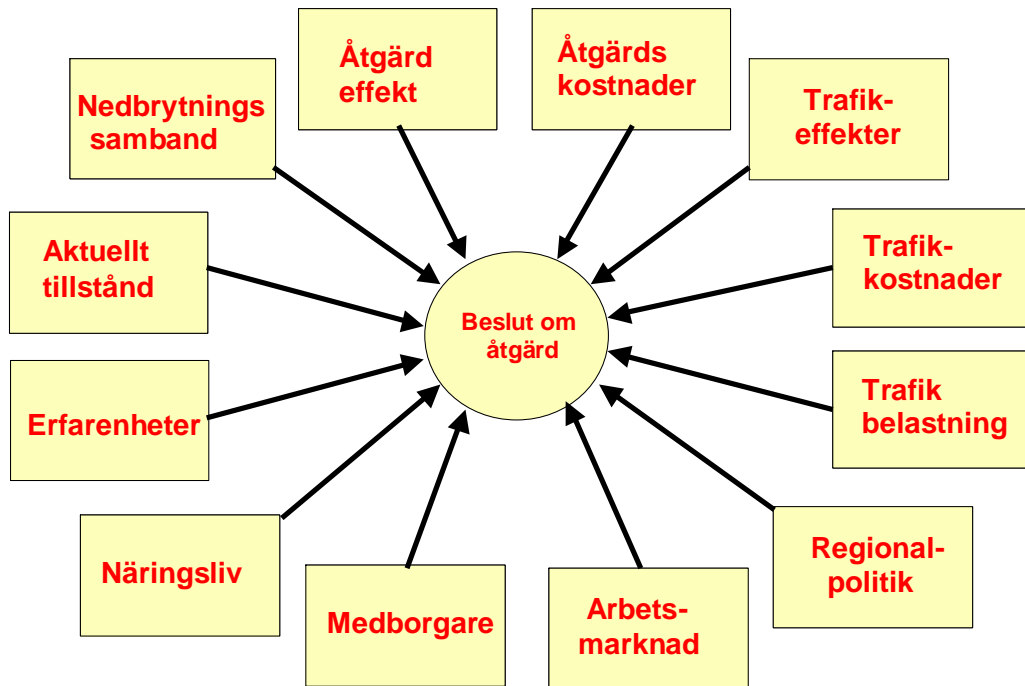 Åtgärd
effekt
Åtgärds
kostnader
Nedbrytnings
samband
Trafik-
effekter
Aktuellt
tillstånd
Trafik-
kostnader
Beslut om
åtgärd
Erfarenheter
Trafik
belastning
Näringsliv
Regional-
politik
Medborgare
Arbets-
marknad